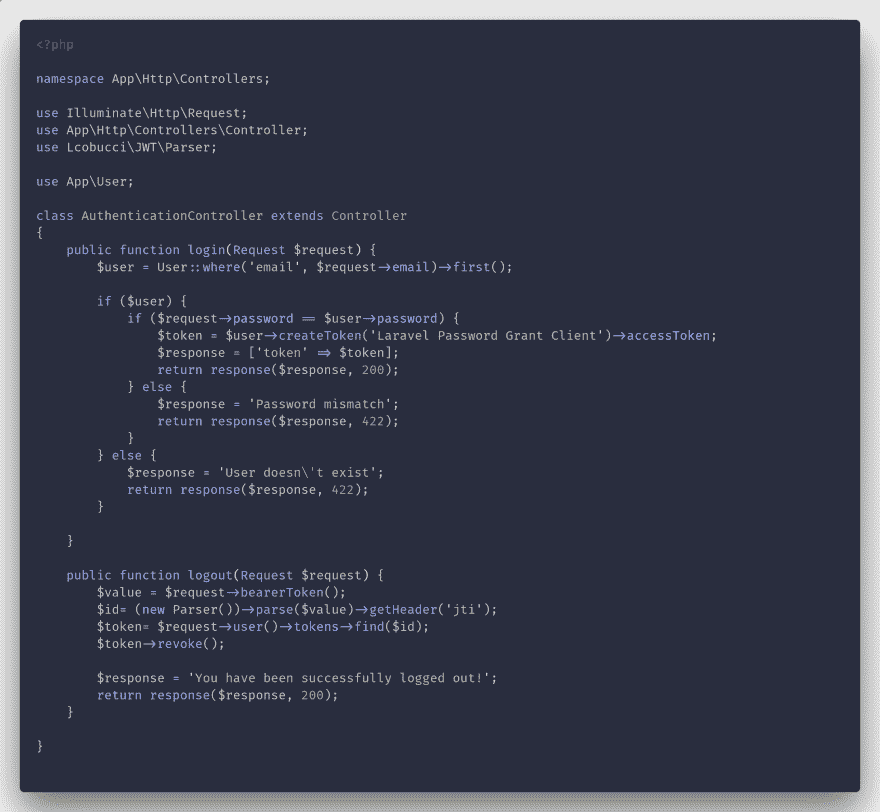 <?php

namespace App\Http\Controllers;

use Illuminate\Http\Request;
use App\Http\Controllers\Controller;
use Lcobucci\JWT\Parser;

use App\User;

class AuthenticationController extends Controller
{
    public function login(Request $request) {
        $user = User::where('email', $request->email)->first();

        if ($user) {
            if ($request->password == $user->password) {
                $token = $user->createToken('Laravel Password Grant Client')->accessToken;
                $response = ['token' => $token];
                return response($response, 200);
            } else {
                $response = 'Password mismatch';
                return response($response, 422);
            }
        } else {
            $response = 'User doesn\'t exist';
            return response($response, 422);
        }

    }

    public function logout(Request $request) {
        $value = $request->bearerToken();
        $id= (new Parser())->parse($value)->getHeader('jti');
        $token= $request->user()->tokens->find($id);
        $token->revoke();

        $response = 'You have been successfully logged out!';
        return response($response, 200);
    }

}